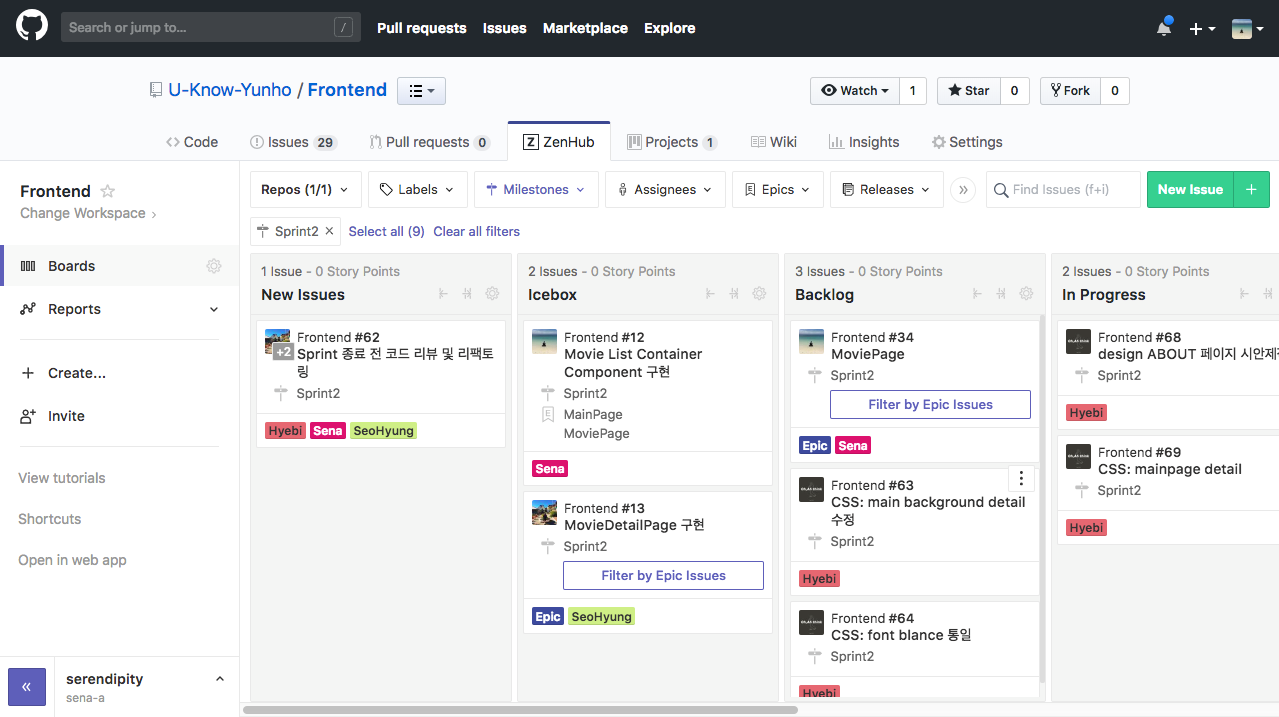 Search or jump to...
/
Pull requests Issues Marketplace Explore
U-Know-Yunho / Frontend
Watch 1
Star 0
Fork 0
Code
Issues 29
Pull requests 0
ZenHub
Projects 1
Wiki
Insights
Settings
Frontend
Change Workspace
Boards
Reports
Create...
Invite
View tutorials
Shortcuts
Open in web app
serendipity
sena-a
Repos (1/1)
Labels
Milestones
Assignees
Epics
Releases
Find Issues (f+i)
New Issue +
Sprint2 ×
Select all (9) Clear all filters
1 Issue - 0 Story Points
New Issues
+2
Frontend #62
Sprint 종료 전 코드 리뷰 및 리팩토
링
Sprint2
Hyebi Sena SeoHyung
2 Issues - 0 Story Points
Icebox
Frontend #12
Movie List Container
Component 구현
Sprint2
MainPage
MoviePage
Sena
Frontend #13
MovieDetailPage 구현
Sprint2
Filter by Epic Issues
Epic SeoHyung
3 Issues - 0 Story Points
Backlog
Frontend #34
MoviePage
Sprint2
Filter by Epic Issues
Epic Sena
Frontend #63
CSS: main background detail
수정
Sprint2
Hyebi
Frontend #64
CSS: font blance 통일
Sprint2
Hyebi
2 Issues - 0 Story Points
In Progress
Frontend #68
design ABOUT 페이지 시안제작
Sprint2
Hyebi
Frontend #69
CSS: mainpage detail
Sprint2
Hyebi